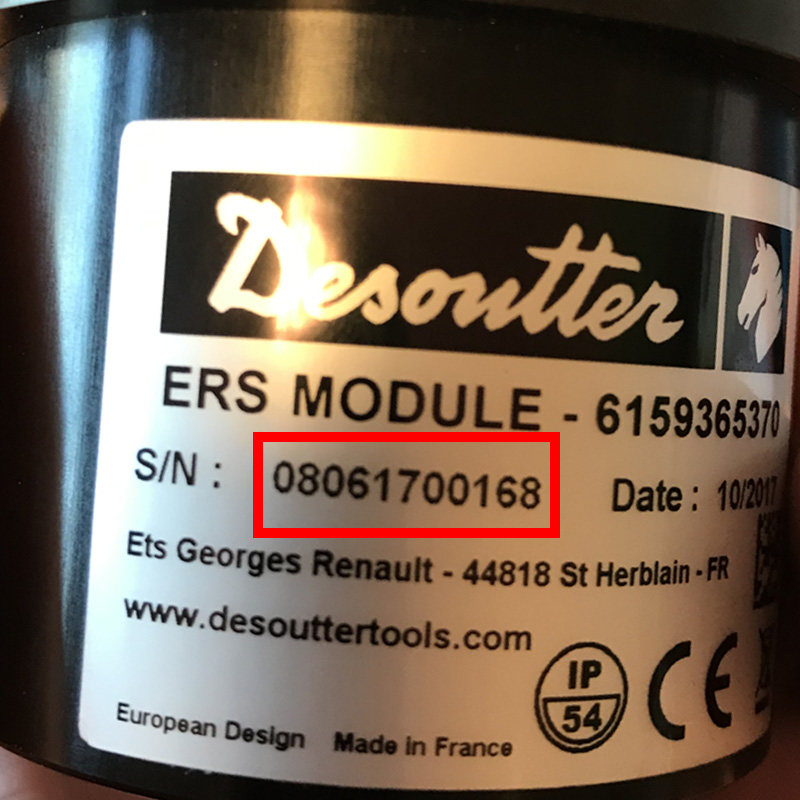 Desoutter
ERS MODULE - 6159365370
S/N : 08061700168 Date : 10/2017
Ets Georges Renault - 44818 St Herblain - FR
www.desouttertools.com
IP
54
CE
European Design Made in France